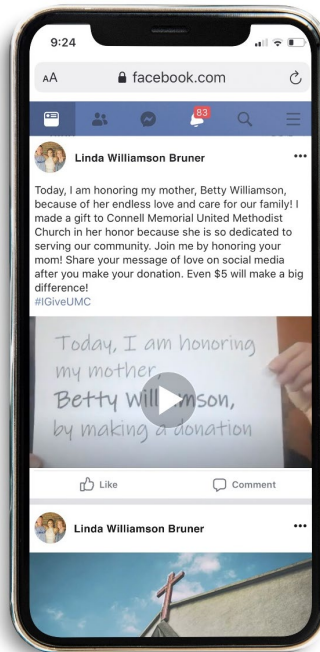 9:24
AA facebook.com
83
Linda Williamson Bruner
Today, I am honoring my mother, Betty Williamson,
because of her endless love and care for our family! I
made a gift to Connell Memorial United Methodist
Church in her honor because she is so dedicated to
serving our community. Join me by honoring your
mom! Share your message of love on social media
after you make your donation. Even $5 will make a big
difference!
#IGiveUMC
Today, I am honoring
my mother,
Betty Williamson,
by making a donation
Like Comment
Linda Williamson Bruner